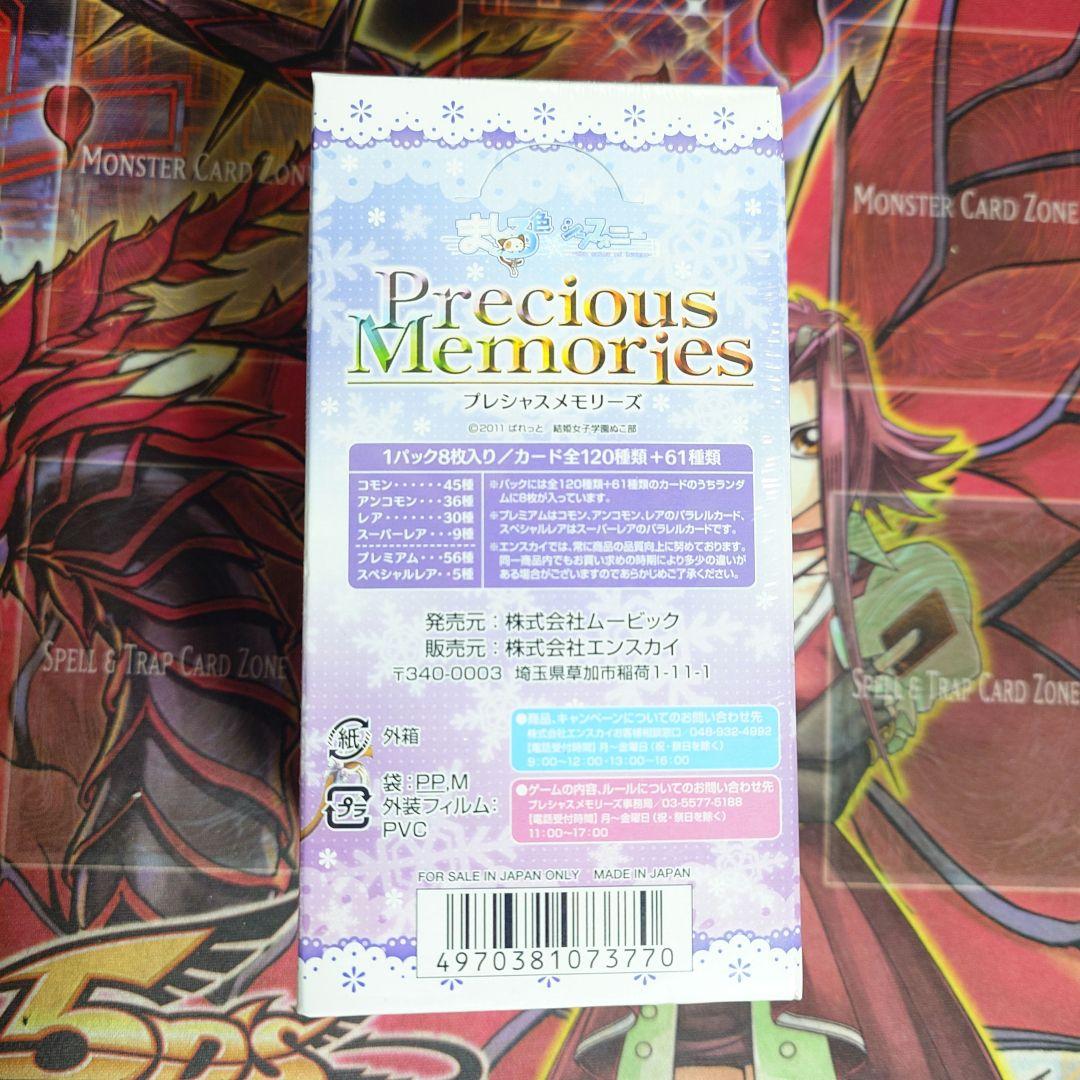 MONSTER CARD ZON
MONSTER CARD ZONE
ましろ色 シンフォニー
Precious
Memories
プレシャスメモリーズ
©2011 ぱれっと 結姫女子学園ぬこ部
1パック8枚入り/カード全120種類+61種類
コモン‥‥‥45種
アンコモン‥‥36種
レア‥‥‥‥30種
スーパーレア‥‥9種
プレミアム‥‥56種
スペシャルレア‥5種
※パックには全120種類+61種類のカードのうちランダ
ムに8枚が入っています。
※プレミアムはコモン、アンコモン、レアのパラレルカード、
スペシャルレアはスーパーレアのパラレルカードです。
※エンスカイでは、常に商品の品質向上に努めております。
同一商品内でもお買い求めの時期により多少の違いが
ある場合がございますのであらかじめご了承ください。
発売元:株式会社ムービック
販売元:株式会社エンスカイ
〒340-0003 埼玉県草加市稲荷1-11-1
SPELL & TRAP CARD ZONE
SPELL & TRAP CARD ZONE
紙 外箱
プラ 袋:PP,M
外装フィルム:
PVC
●商品、キャンペーンについてのお問い合わせ先
株式会社エンスカイお客様相談窓口 048-932-4992
【電話受付時間】月~金曜日(祝・祭日を除く)
9:00~12:00・13:00~16:00
●ゲームの内容、ルールについてのお問い合わせ先
プレシャスメモリーズ事務局/03-5577-5188
【電話受付時間】月~金曜日(祝・祭日を除く)
11:00~17:00
FOR SALE IN JAPAN ONLY MADE IN JAPAN
4970381073770
5D's